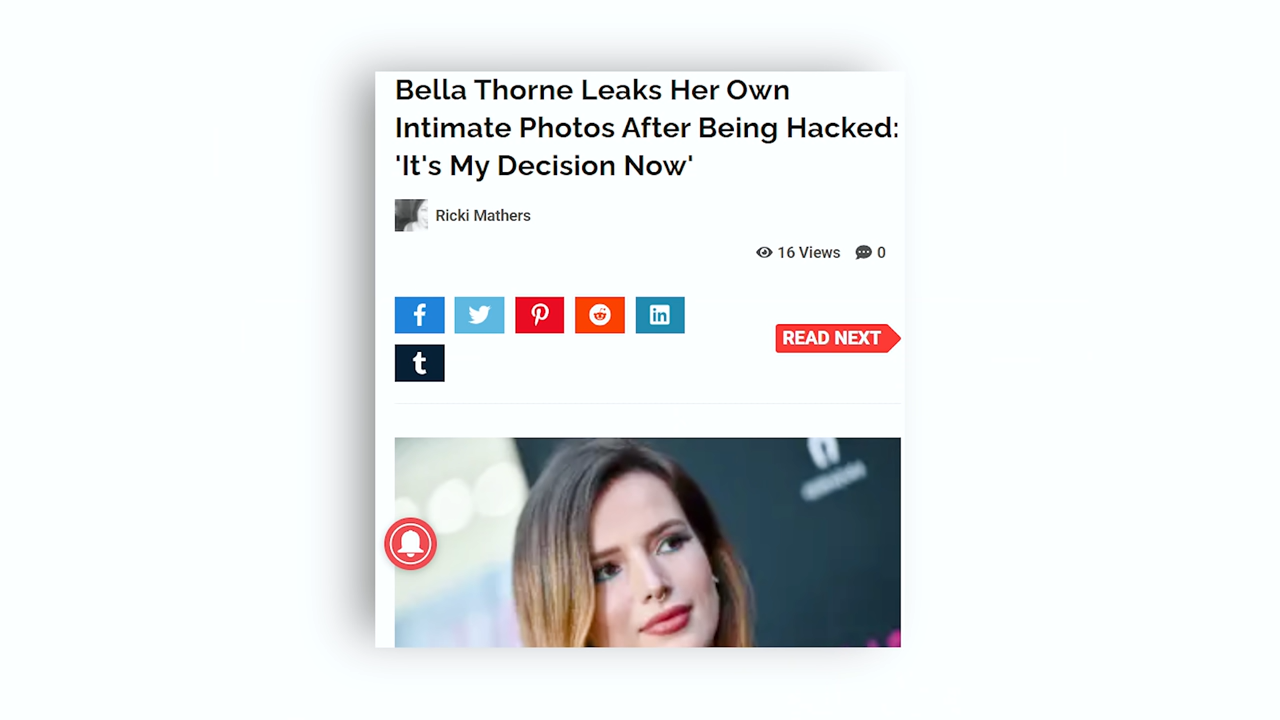 Bella Thorne Leaks Her Own
Intimate Photos After Being Hacked:
'It's My Decision Now'
Ricki Mathers
16 Views 0
READ NEXT